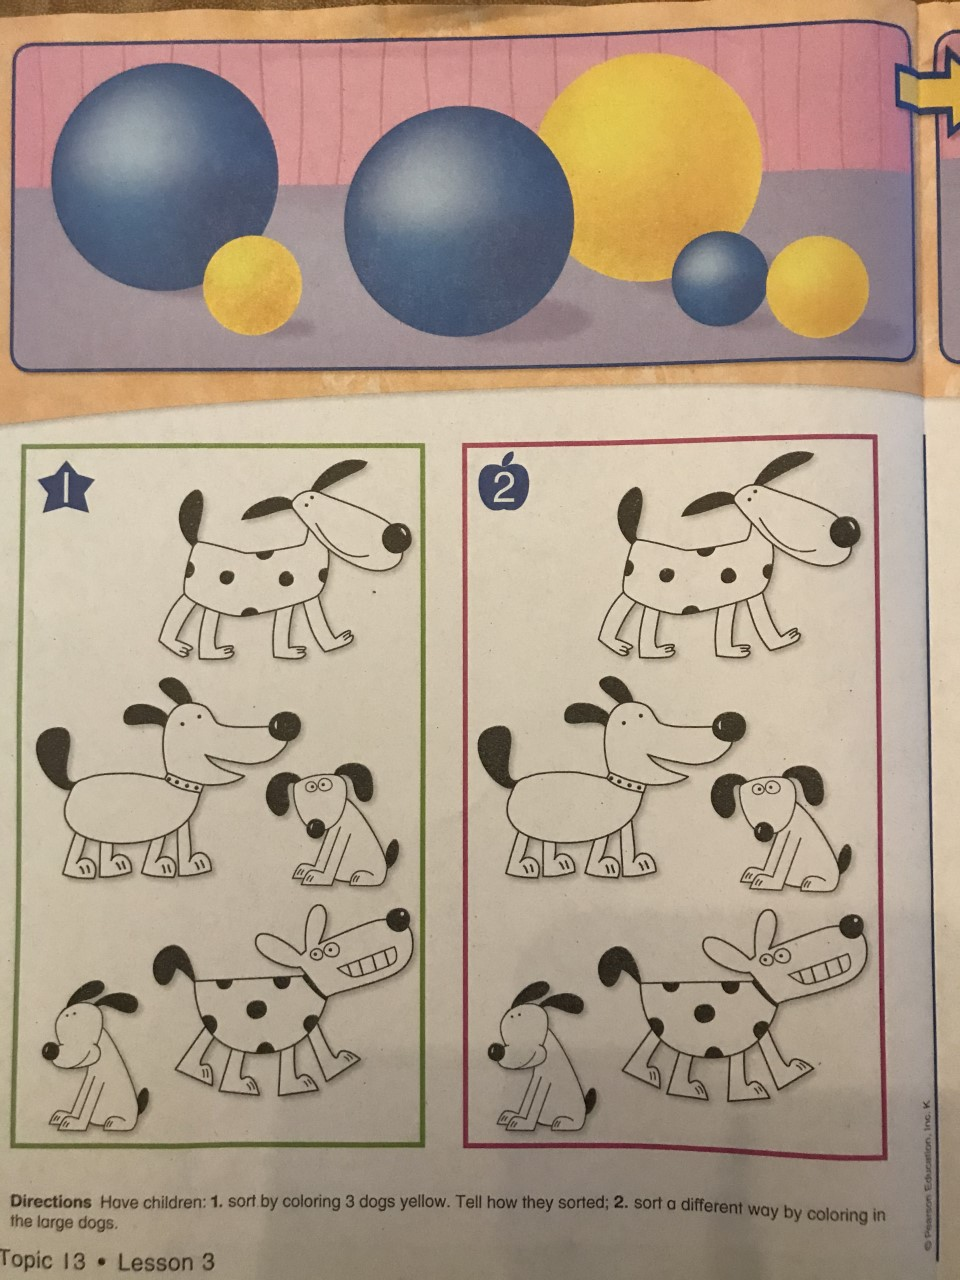 1
2
Directions Have children: 1. sort by coloring 3 dogs yellow. Tell how they sorted; 2. sort a different way by coloring in
the large dogs.
Topic 13 • Lesson 3
© Pearson Education, Inc. K